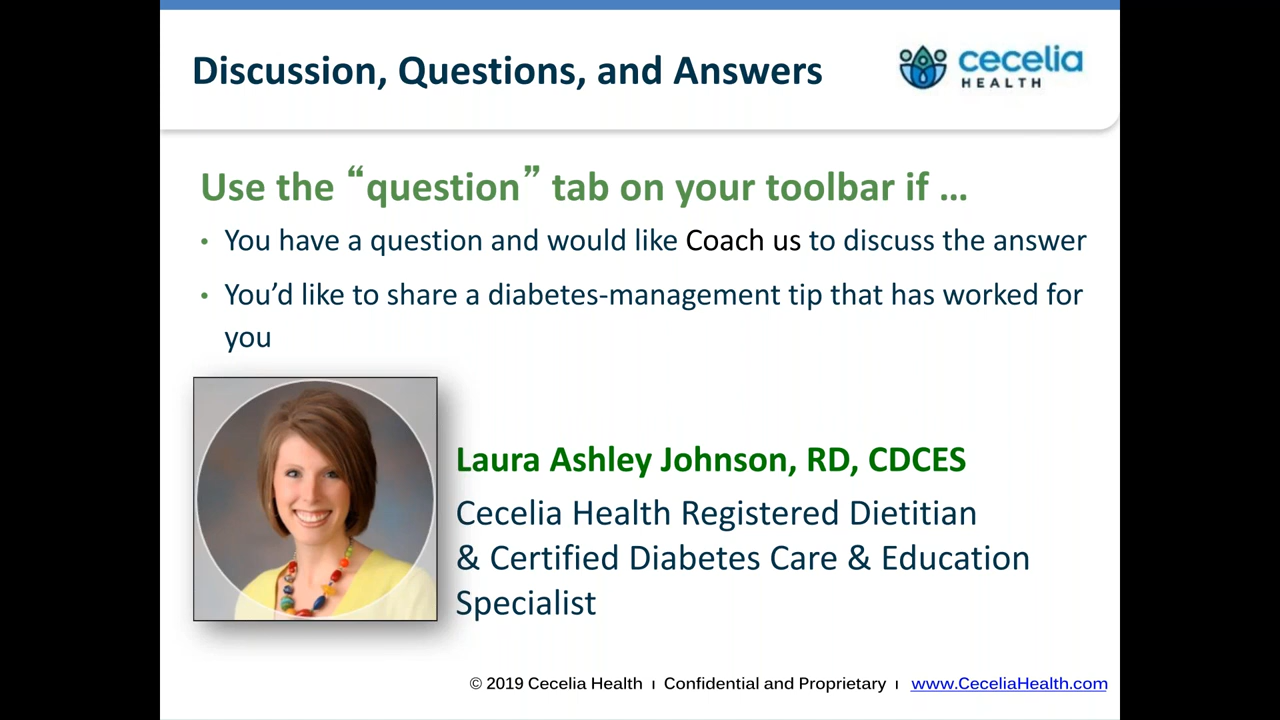 Discussion, Questions, and Answers
cecelia
HEALTH
Use the “question” tab on your toolbar if …
• You have a question and would like Coach us to discuss the answer
• You’d like to share a diabetes-management tip that has worked for
you
Laura Ashley Johnson, RD, CDCES
Cecelia Health Registered Dietitian
& Certified Diabetes Care & Education
Specialist
© 2019 Cecelia Health ı Confidential and Proprietary ı www.CeceliaHealth.com